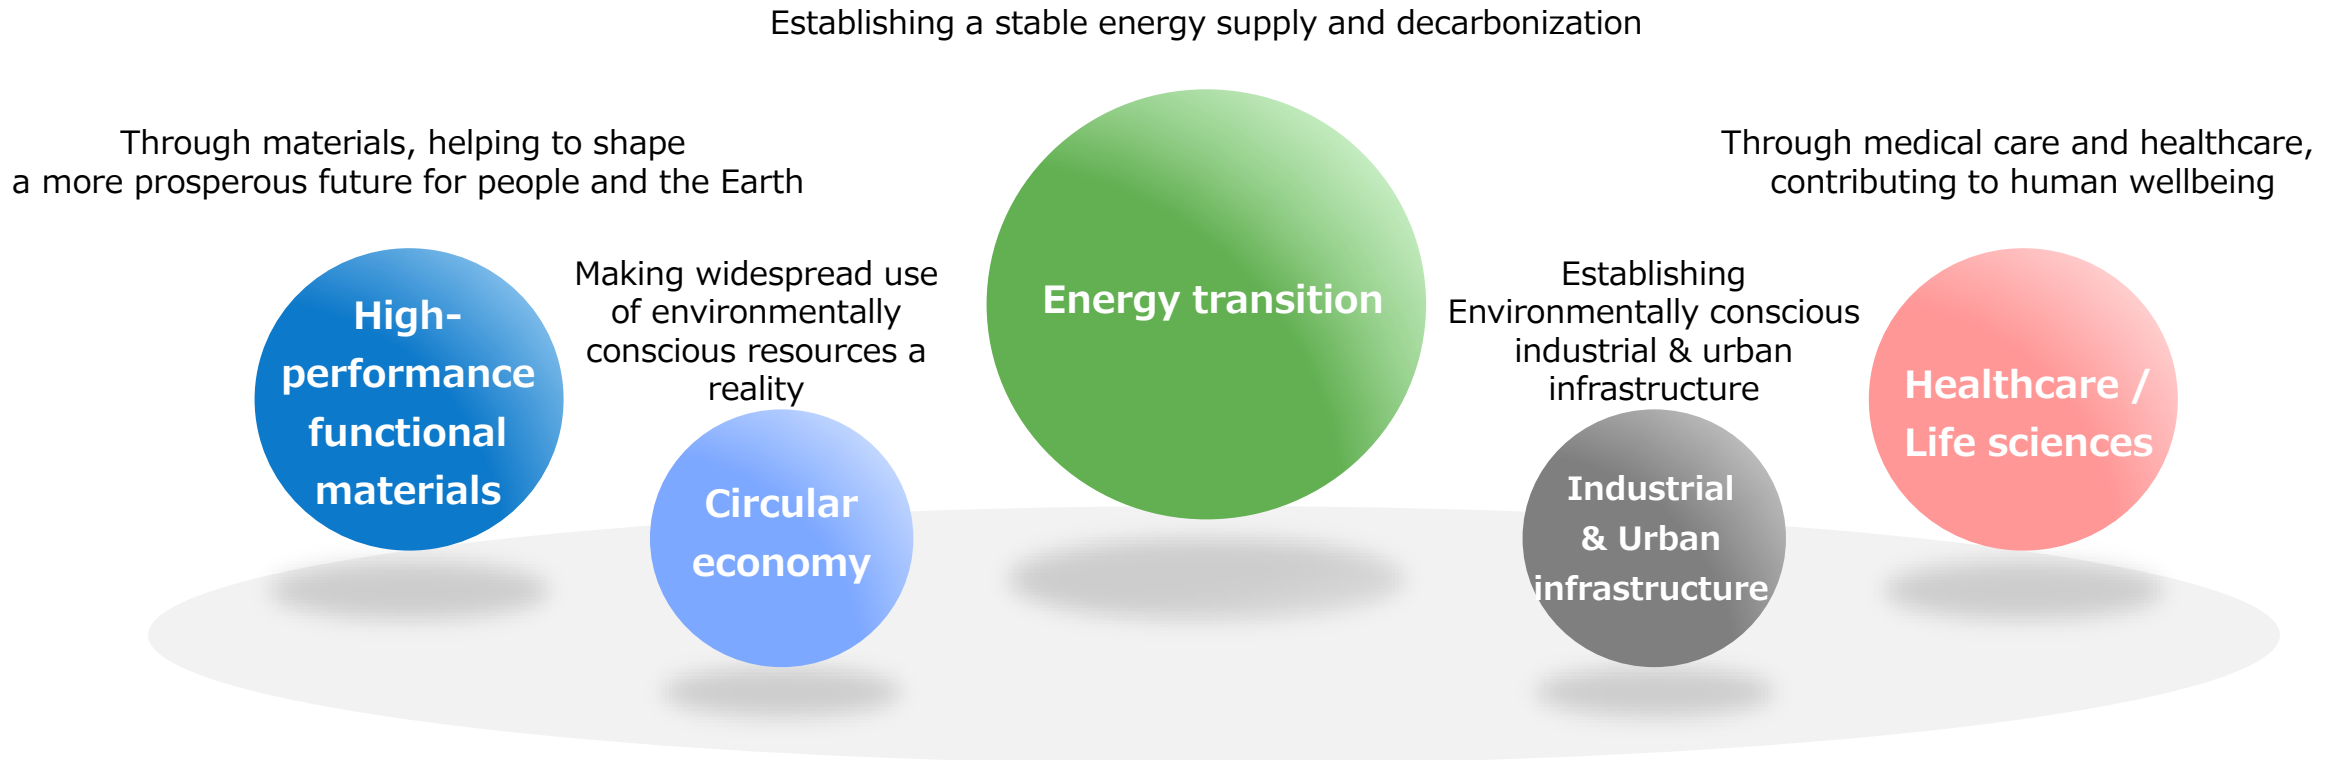 Establishing a stable energy supply and decarbonization
Through materials, helping to shape
a more prosperous future for people and the Earth
High-
performance
functional
materials
Making widespread use
of environmentally
conscious resources a
reality
Circular
economy
Energy transition
Establishing
Environmentally conscious
industrial & urban
infrastructure
Industrial
& Urban
infrastructure
Through medical care and healthcare,
contributing to human wellbeing
Healthcare /
Life sciences